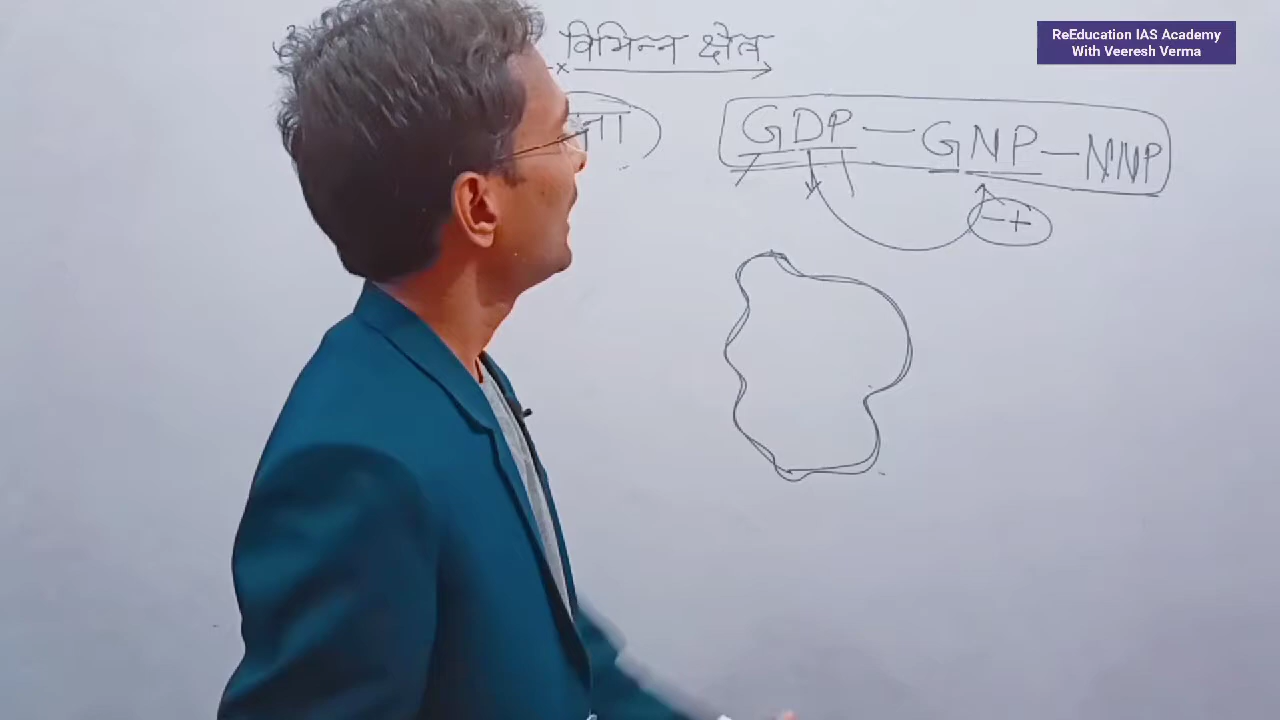 ReEducation IAS Academy
With Veeresh Verma
विभिन्न क्षेत्र
GDP — GNP — NNP
- +